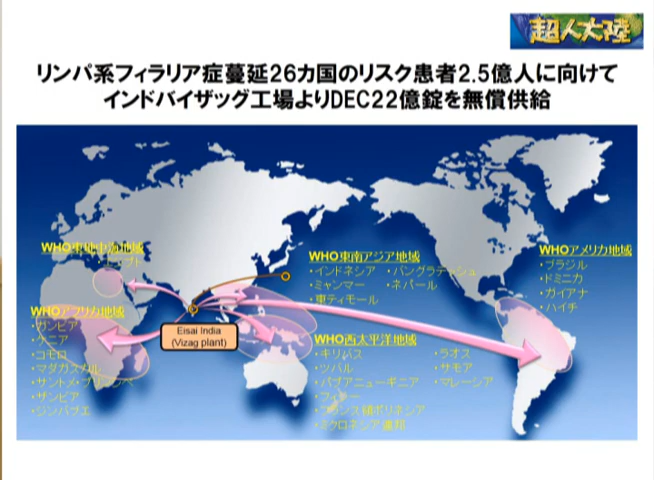 超人大陸
リンパ系フィラリア症蔓延26カ国のリスク患者2.5億人に向けて
インドバイザッグ工場よりDEC22億錠を無償供給
WHO東地中海地域
・エジプト
WHOアフリカ地域
・ガンビア
・ケニア
・コモロ
・マダガスカル
・サントメ・プリンシペ
・ザンビア
・ジンバブエ
Eisai India
(Vizag plant)
WHO東南アジア地域
・インドネシア ・バングラデッシュ
・ミャンマー ・ネパール
・東ティモール
WHO西太平洋地域
・キリバス ・ラオス
・ツバル ・サモア
・パプアニューギニア ・マレーシア
・フィジー
・フランス領ポリネシア
・ミクロネシア連邦
WHOアメリカ地域
・ブラジル
・ドミニカ
・ガイアナ
・ハイチ